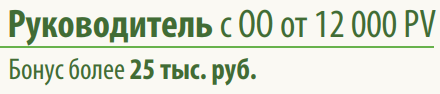 Руководитель с ОО от 12 000 PV
Бонус более 25 тыс. руб.